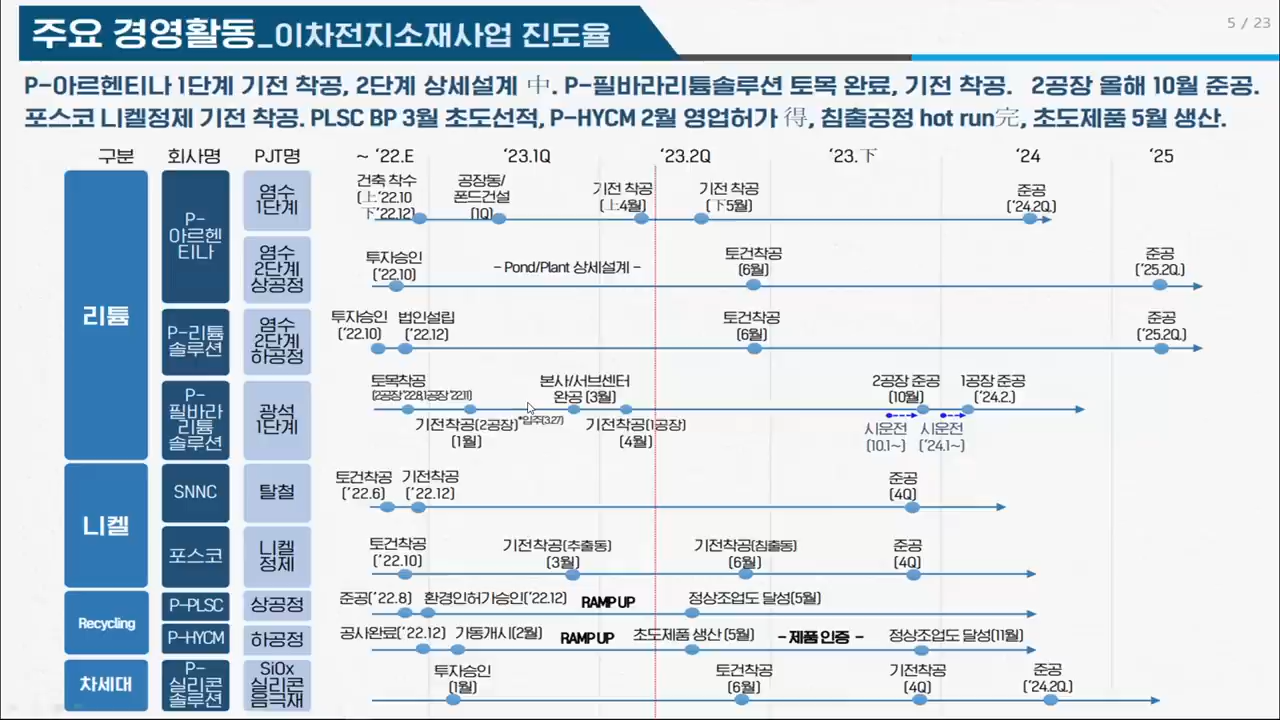 주요 경영활동_이차전지소재사업 진도율
5 / 23
P-아르헨티나 1단계 기전 착공, 2단계 상세설계 中. P-필바라리튬솔루션 토목 완료, 기전 착공. 2공장 올해 10월 준공.
포스코 니켈정제 기전 착공. PLSC BP 3월 초도선적, P-HYCM 2월 영업허가 得, 침출공정 hot run完, 초도제품 5월 생산.
구분 회사명 PJT명 ~ '22.E '23.1Q '23.2Q '23.下 '24 '25
리튬
P-
아르헨
티나
염수
1단계
건축 착수
(上'22.10
下'22.12)
공장동/
폰드건설
(1Q)
기전 착공
(上4월)
기전 착공
(下5월)
준공
('24.2Q.)
염수
2단계
상공정
투자승인
('22.10)
- Pond/Plant 상세설계 -
토건착공
(6월)
준공
('25.2Q.)
P-리튬
솔루션
염수
2단계
하공정
투자승인
('22.10)
법인설립
('22.12)
토건착공
(6월)
준공
('25.2Q.)
P-
필바라
리튬
솔루션
광석
1단계
토목착공
(2공장'22.8,1공장'22.11)
기전착공(2공장)
(1월)
본사/서브센터
완공 (3월)
*입주(3.27)
기전착공(1공장)
(4월)
2공장 준공
(10월)
1공장 준공
('24.2.)
시운전
(10.1~)
시운전
('24.1~)
니켈
SNNC
탈철
토건착공
('22.6)
기전착공
('22.12)
준공
(4Q)
포스코
니켈
정제
토건착공
('22.10)
기전착공(추출동)
(3월)
기전착공(침출동)
(6월)
준공
(4Q)
Recycling
P-PLSC
상공정
준공('22.8)
환경인허가승인('22.12)
RAMP UP
정상조업도 달성(5월)
P-HYCM
하공정
공사완료('22.12)
가동개시(2월)
RAMP UP
초도제품 생산 (5월)
- 제품 인증 -
정상조업도 달성(11월)
차세대
P-
실리콘
솔루션
SiOx
실리콘
음극재
투자승인
(1월)
토건착공
(6월)
기전착공
(4Q)
준공
('24.2Q.)